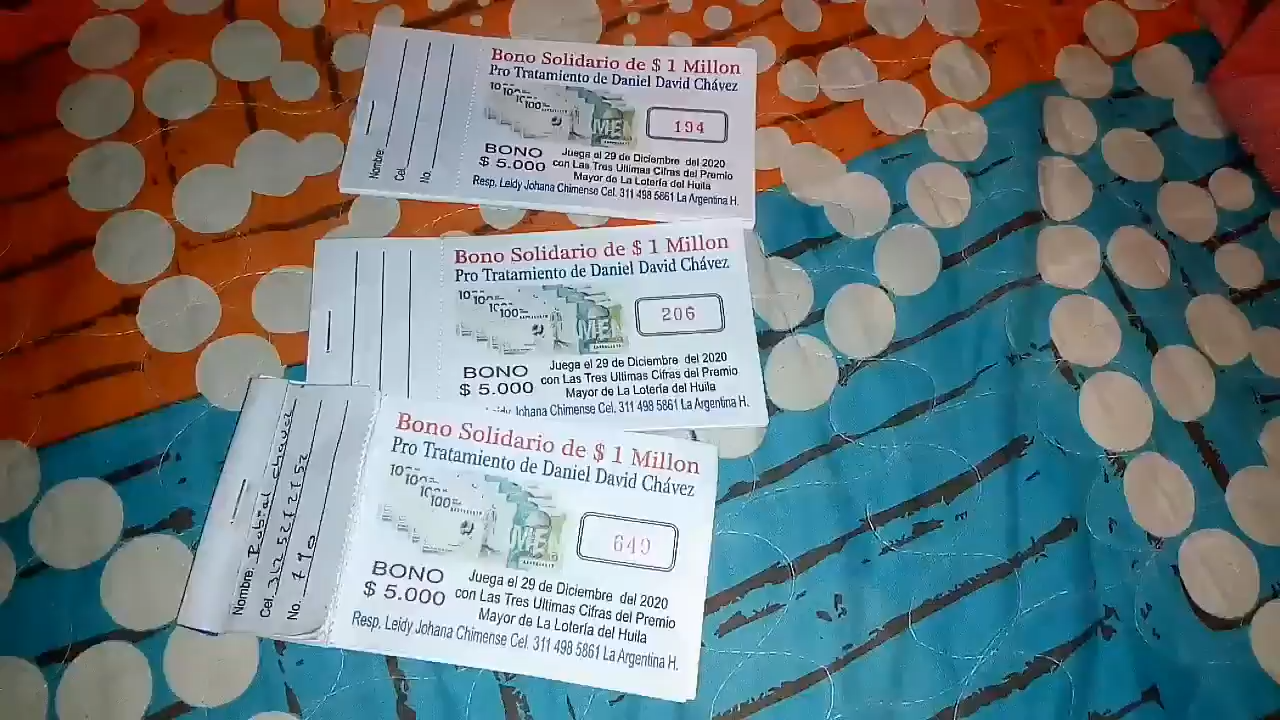 Bono Solidario de $ 1 Millon
Pro Tratamiento de Daniel David Chávez
194
BONO
$ 5.000
Juega el 29 de Diciembre del 2020
con Las Tres Ultimas Cifras del Premio
Mayor de La Lotería del Huila
Resp. Leidy Johana Chimense Cel. 311 498 5861 La Argentina H.
Nombre:
Cel.
No.
Bono Solidario de $ 1 Millon
Pro Tratamiento de Daniel David Chávez
206
BONO
$ 5.000
Juega el 29 de Diciembre del 2020
con Las Tres Ultimas Cifras del Premio
Mayor de La Lotería del Huila
Johana Chimense Cel. 311 498 5861 La Argentina H.
Bono Solidario de $ 1 Millon
Pro Tratamiento de Daniel David Chávez
640
BONO
$ 5.000
Juega el 29 de Diciembre del 2020
con Las Tres Ultimas Cifras del Premio
Mayor de La Lotería del Huila
Resp. Leidy Johana Chimense Cel. 311 498 5861 La Argentina H.
Nombre:
Cel.
No.